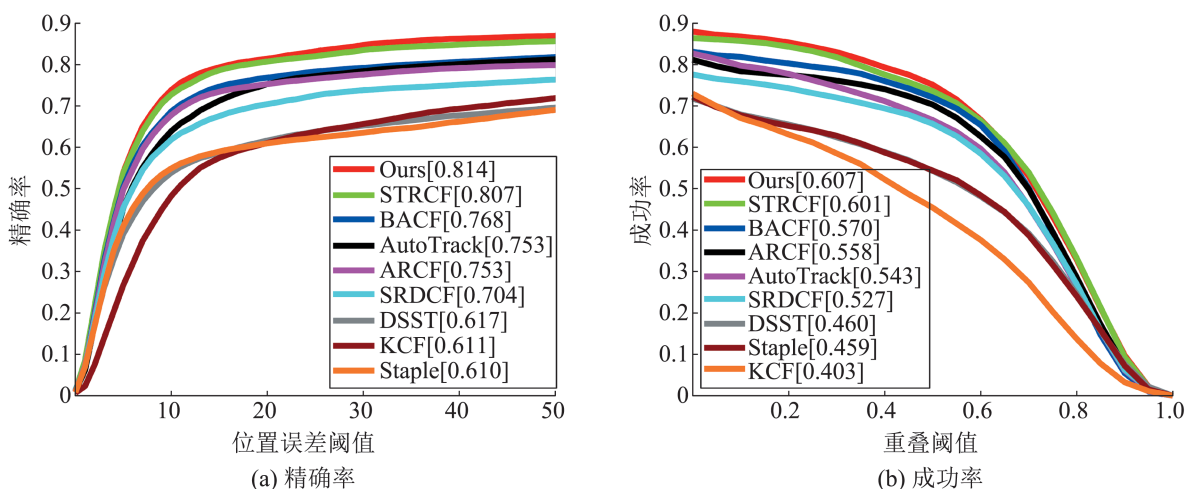 0.9
0.8
0.7
0.6
0.5
0.4
0.3
0.2
0.1
0
精确率
Ours[0.814]
STRCF[0.807]
BACF[0.768]
AutoTrack[0.753]
ARCF[0.753]
SRDCF[0.704]
DSST[0.617]
KCF[0.611]
Staple[0.610]
10 20 30 40 50
位置误差阈值
(a) 精确率
0.9
0.8
0.7
0.6
0.5
0.4
0.3
0.2
0.1
0
成功率
Ours[0.607]
STRCF[0.601]
BACF[0.570]
ARCF[0.558]
AutoTrack[0.543]
SRDCF[0.527]
DSST[0.460]
Staple[0.459]
KCF[0.403]
0.2 0.4 0.6 0.8 1.0
重叠阈值
(b) 成功率